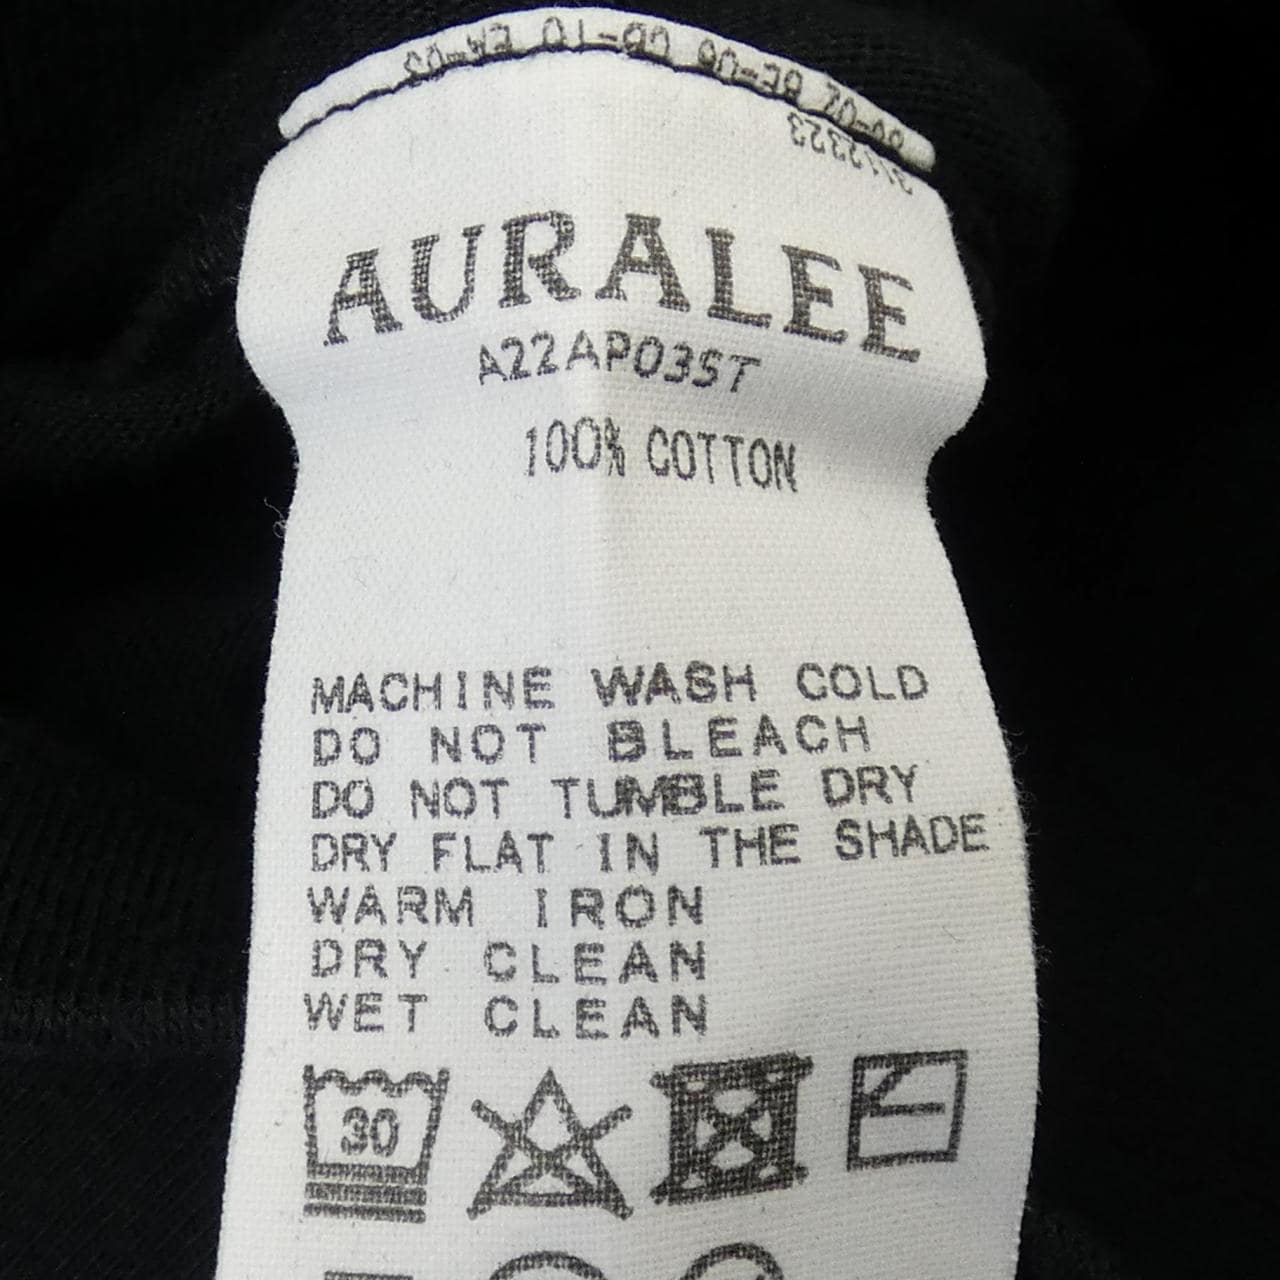 AURALEE
A22AP03ST
100% COTTON
MACHINE WASH COLD
DO NOT BLEACH
DO NOT TUMBLE DRY
DRY FLAT IN THE SHADE
WARM IRON
DRY CLEAN
WET CLEAN
30